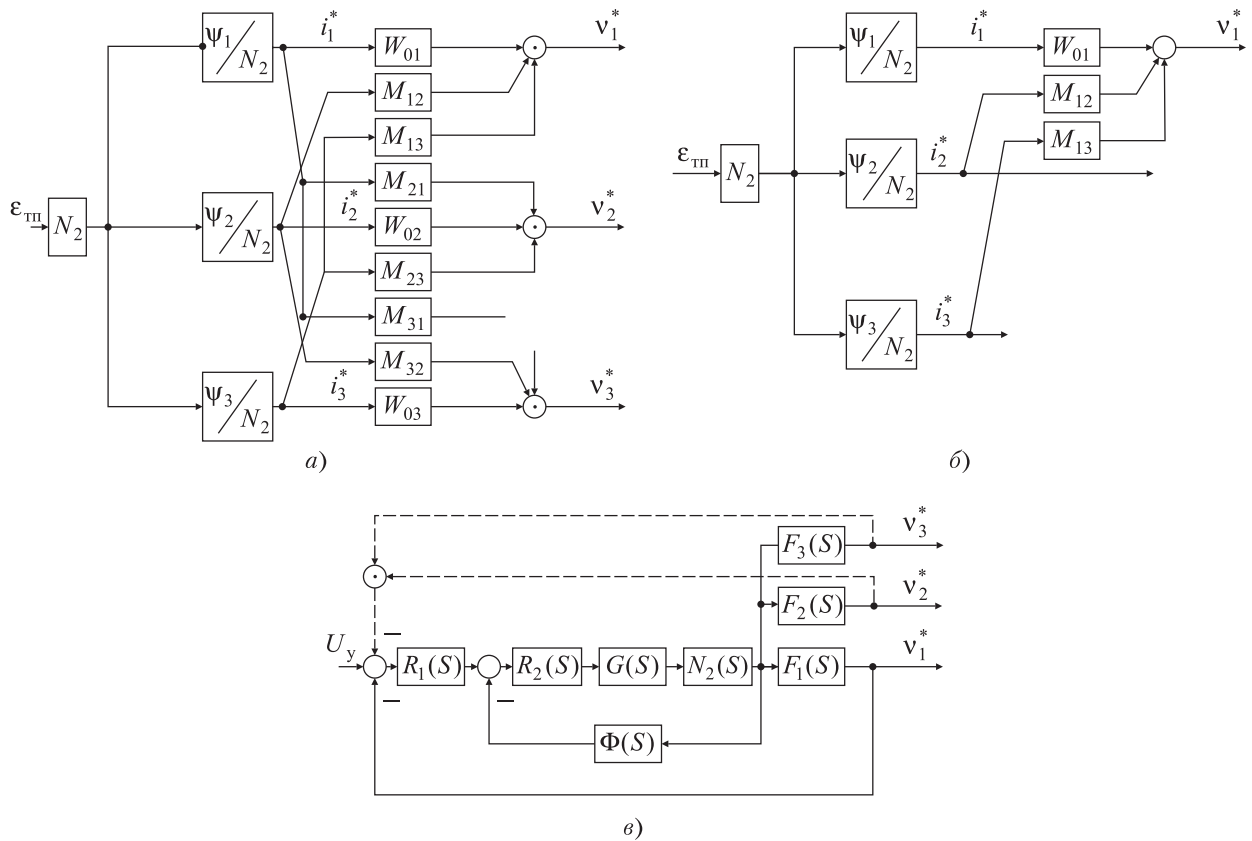 ψ1/N2 i1* W01 ν1*
M12
M13
M21
εтп N2 ψ2/N2 i2* W02 ν2*
M23
M31
M32
ψ3/N2 i3* W03 ν3*
а)
ψ1/N2 i1* W01 ν1*
M12
M13
εтп N2 ψ2/N2 i2*
ψ3/N2 i3*
б)
F3(S) ν3*
F2(S) ν2*
−
Uу R1(S) R2(S) G(S) N2(S) F1(S) ν1*
− −
Φ(S)
в)